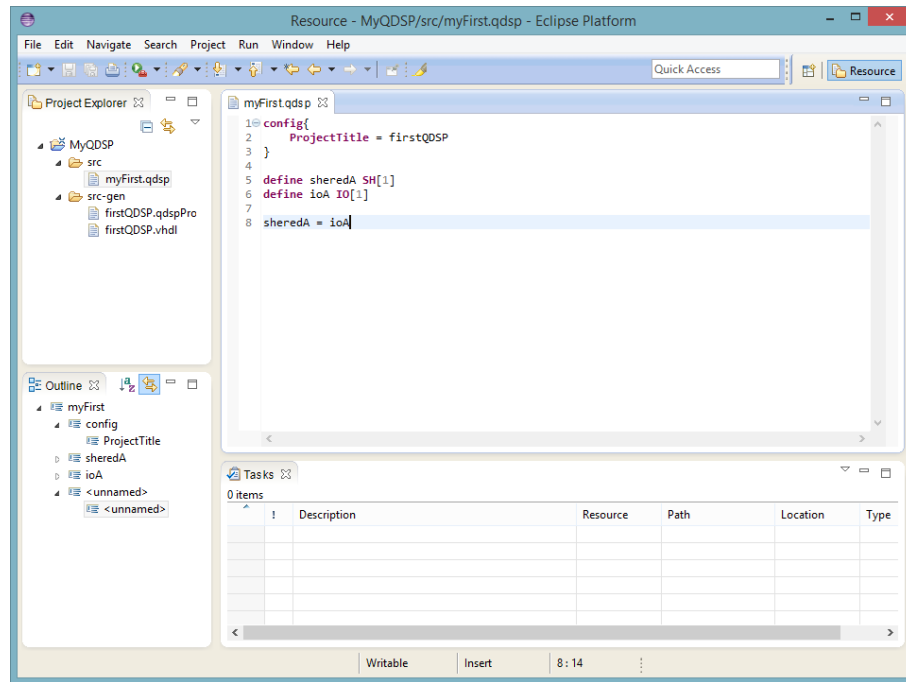 Resource - MyQDSP/src/myFirst.qdsp - Eclipse Platform
File Edit Navigate Search Project Run Window Help
Quick Access
Resource
Project Explorer
MyQDSP
src
myFirst.qdsp
src-gen
firstQDSP.qdspPro
firstQDSP.vhdl
myFirst.qdsp
1 config{
2 ProjectTitle = firstQDSP
3 }
4
5 define sheredA SH[1]
6 define ioA IO[1]
7
8 sheredA = ioA
Outline
myFirst
config
ProjectTitle
sheredA
ioA
<unnamed>
<unnamed>
Tasks
0 items
! Description Resource Path Location Type
Writable Insert 8 : 14